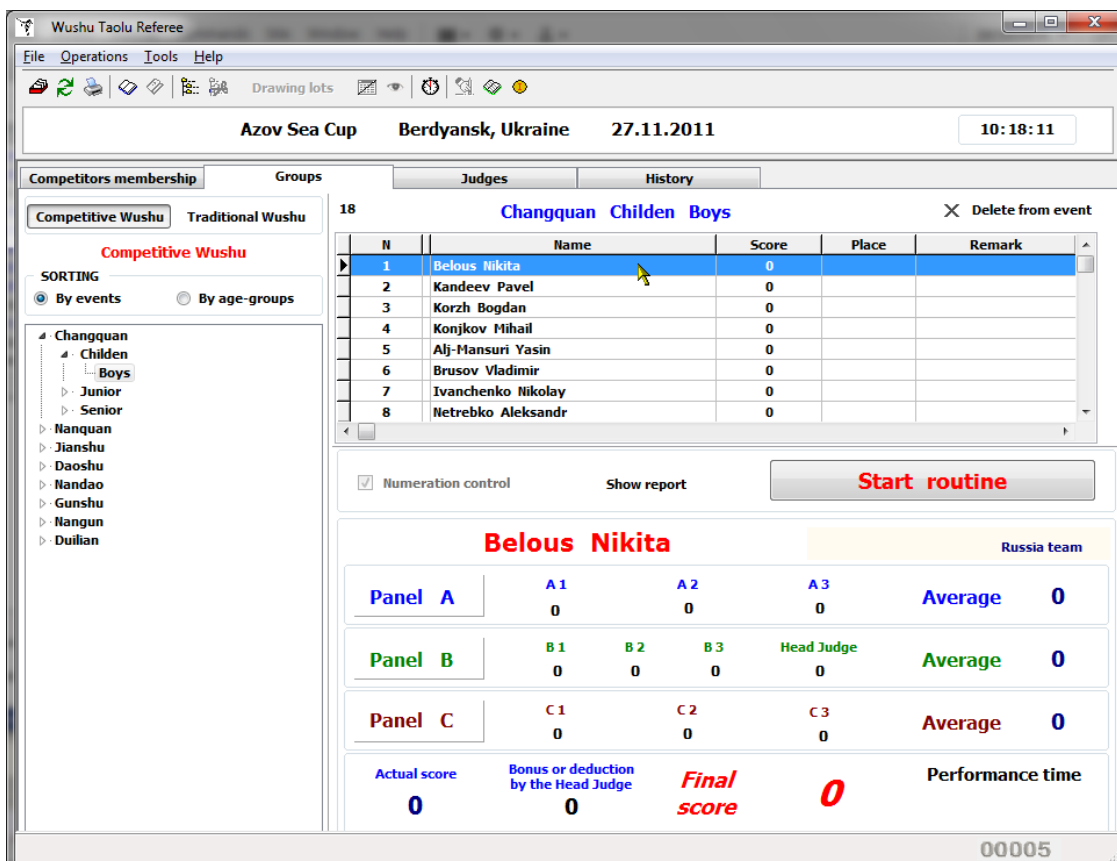 Wushu Taolu Referee
File Operations Tools Help
Drawing lots
Azov Sea Cup Berdyansk, Ukraine 27.11.2011 10:18:11
Competitors membership Groups Judges History
Competitive Wushu Traditional Wushu
Competitive Wushu
SORTING
By events By age-groups
Changquan
Childen
Boys
Junior
Senior
Nanquan
Jianshu
Daoshu
Nandao
Gunshu
Nangun
Duilian
18 Changquan Childen Boys Delete from event
N Name Score Place Remark
1 Belous Nikita 0
2 Kandeev Pavel 0
3 Korzh Bogdan 0
4 Konjkov Mihail 0
5 Alj-Mansuri Yasin 0
6 Brusov Vladimir 0
7 Ivanchenko Nikolay 0
8 Netrebko Aleksandr 0
Numeration control Show report Start routine
Belous Nikita Russia team
Panel A A 1 A 2 A 3 Average 0
0 0 0
Panel B B 1 B 2 B 3 Head Judge Average 0
0 0 0 0
Panel C C 1 C 2 C 3 Average 0
0 0 0
Actual score Bonus or deduction by the Head Judge Final score 0 Performance time
0 0
00005